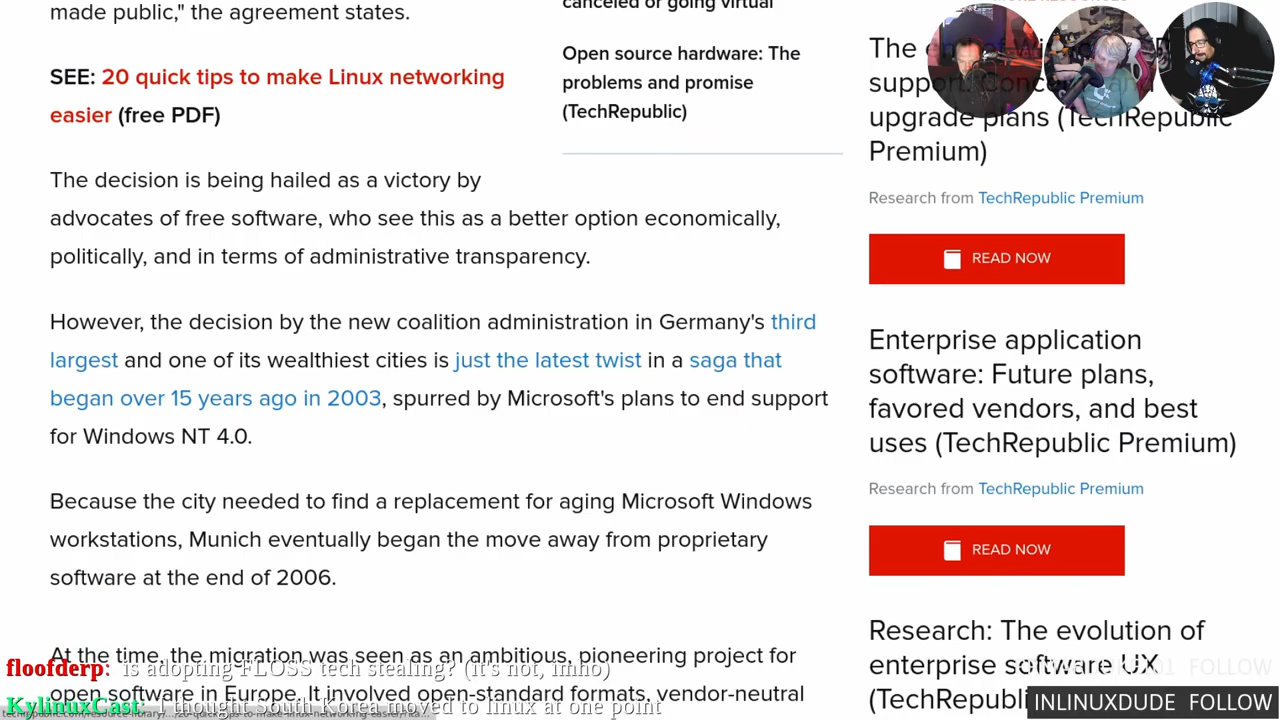 made public," the agreement states.
SEE: 20 quick tips to make Linux networking
easier (free PDF)
The decision is being hailed as a victory by
advocates of free software, who see this as a better option economically,
politically, and in terms of administrative transparency.
However, the decision by the new coalition administration in Germany's third
largest and one of its wealthiest cities is just the latest twist in a saga that
began over 15 years ago in 2003, spurred by Microsoft's plans to end support
for Windows NT 4.0.
Because the city needed to find a replacement for aging Microsoft Windows
workstations, Munich eventually began the move away from proprietary
software at the end of 2006.
At the time, the migration was seen as an ambitious, pioneering project for
open software in Europe. It involved open-standard formats, vendor-neutral
canceled or going virtual
Open source hardware: The
problems and promise
(TechRepublic)
The
support:
upgrade plans (TechRepublic
Premium)
Research from TechRepublic Premium
READ NOW
Enterprise application
software: Future plans,
favored vendors, and best
uses (TechRepublic Premium)
Research from TechRepublic Premium
READ NOW
Research: The evolution of
enterprise software UX
(TechRepubli
floofderp: is adopting FLOSS tech stealing? (it's not, imho)
KylinuxCast: I thought South Korea moved to linux at one point
FOLLOW
INLINUXDUDE FOLLOW